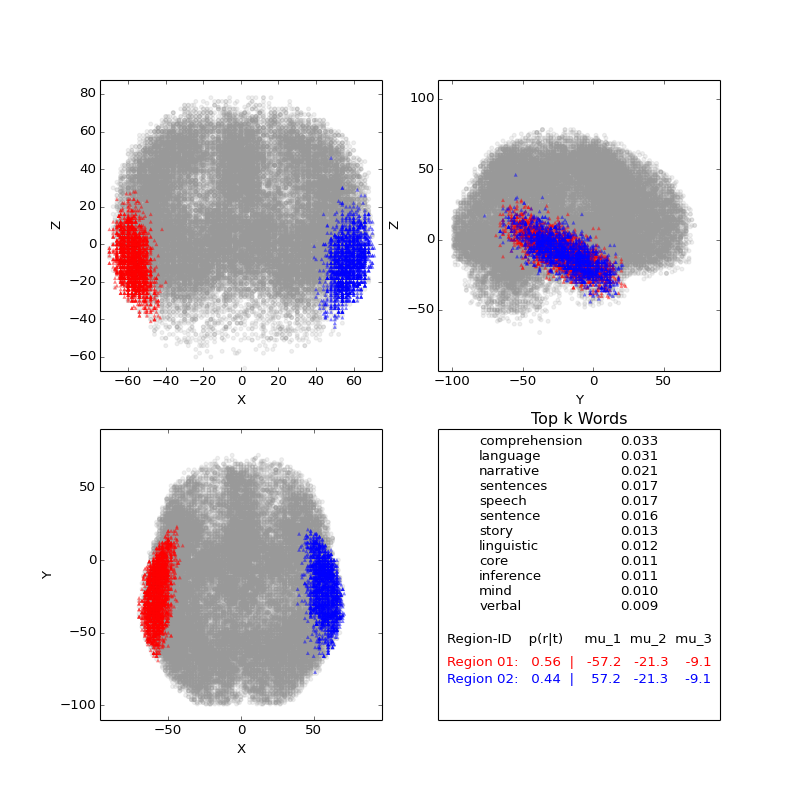 80
60
40
20
0
−20
−40
−60
Z
−60 −40 −20 0 20 40 60
X
100
50
0
−50
Z
−100 −50 0 50
Y
50
0
−50
−100
Y
−50 0 50
X
Top k Words
comprehension 0.033
language 0.031
narrative 0.021
sentences 0.017
speech 0.017
sentence 0.016
story 0.013
linguistic 0.012
core 0.011
inference 0.011
mind 0.010
verbal 0.009
Region-ID p(r|t) mu_1 mu_2 mu_3
Region 01: 0.56 | -57.2 -21.3 -9.1
Region 02: 0.44 | 57.2 -21.3 -9.1